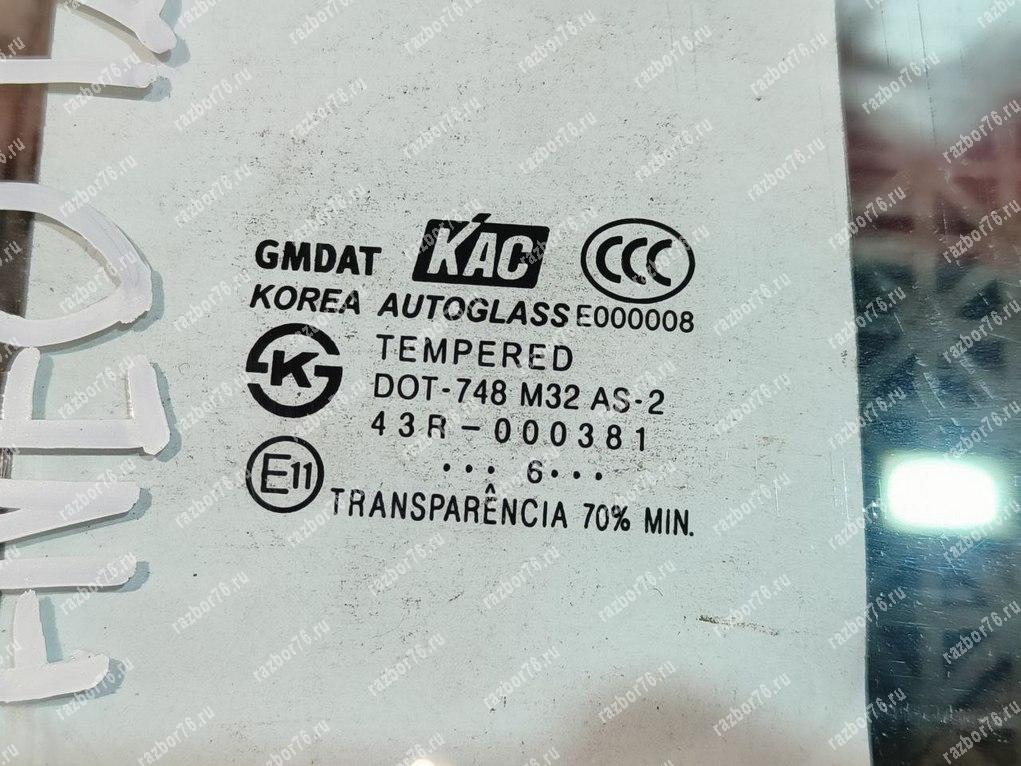 GMDAT KAC CCC
KOREA AUTOGLASS E000008
K TEMPERED
DOT-748 M32 AS-2
43R-000381
E11 ••• 6•••
TRANSPARÊNCIA 70% MIN.
razbor76.ru